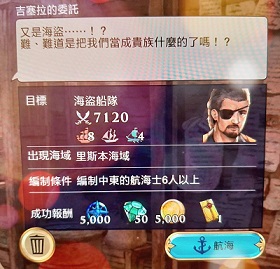 吉塞拉的委託
又是海盜……！？
難、難道是把我們當成貴族什麼的了嗎！？
目標
海盜船隊
7120
8 4
出現海域 里斯本海域
編制條件 編制中東的航海士6人以上
成功報酬
5,000 50 5,000 1
航海